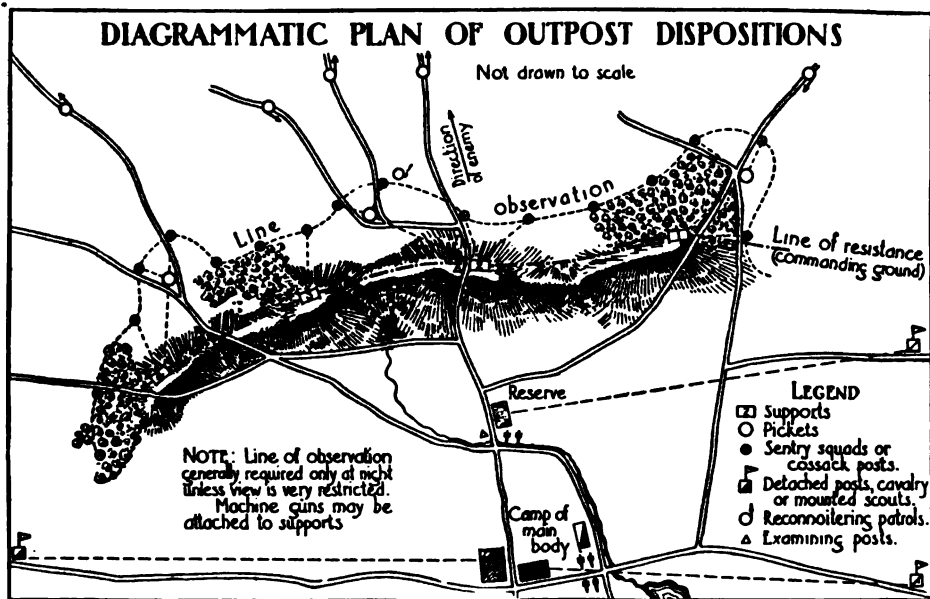 DIAGRAMMATIC PLAN OF OUTPOST DISPOSITIONS
Not drawn to scale
Direction
of enemy
Line
observation
Line of resistance
(commanding ground)
Reserve
NOTE: Line of observation
generally required only at night
unless view is very restricted.
Machine guns may be
attached to supports
Camp of
main
body
LEGEND
Supports
Pickets
Sentry squads or
cossack posts.
Detached posts, cavalry
or mounted scouts.
Reconnoitering patrols.
Examining posts.